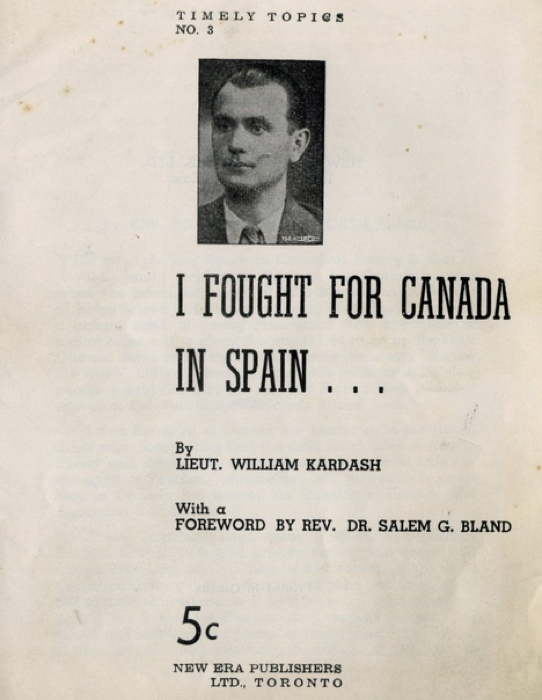 TIMELY TOPICS
NO. 3
I FOUGHT FOR CANADA
IN SPAIN . . .
By
LIEUT. WILLIAM KARDASH
With a
FOREWORD BY REV. DR. SALEM G. BLAND
5c
NEW ERA PUBLISHERS
LTD., TORONTO